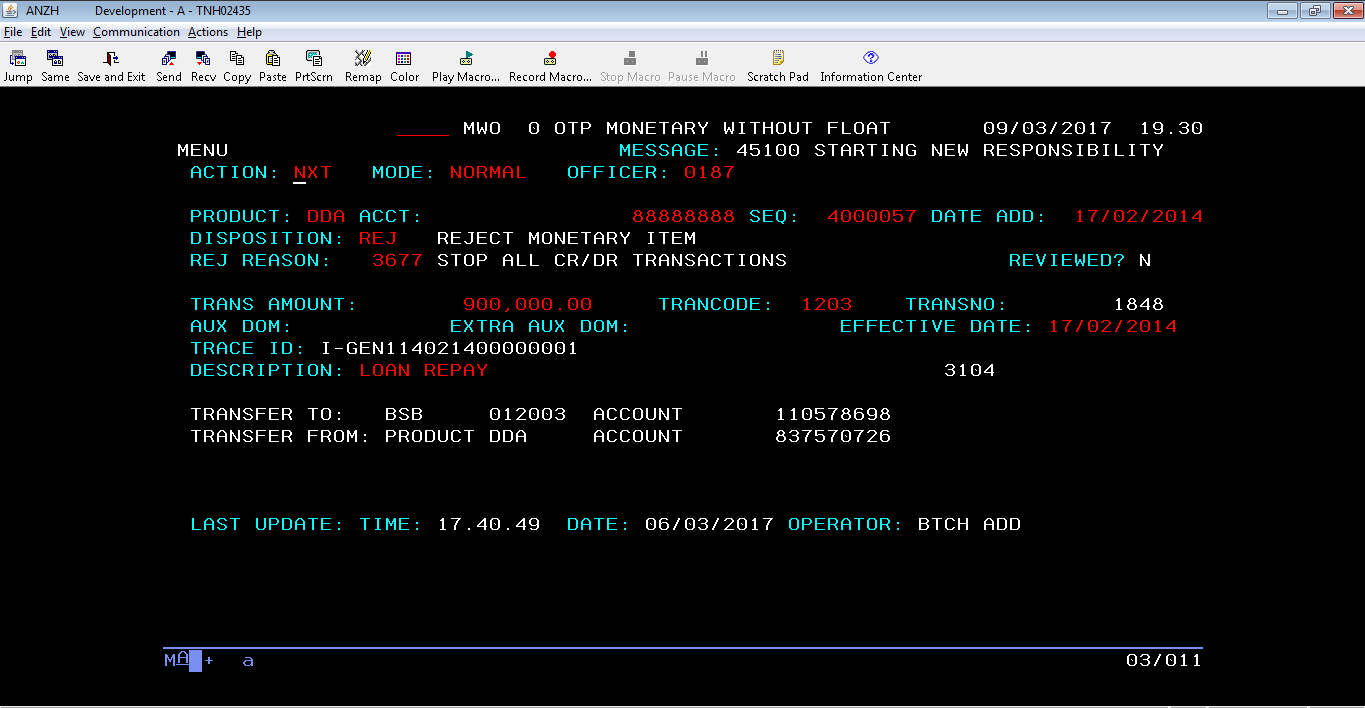 ANZH Development - A - TNH02435
File Edit View Communication Actions Help
Jump Same Save and Exit Send Recv Copy Paste PrtScrn Remap Color Play Macro... Record Macro... Stop Macro Pause Macro Scratch Pad Information Center
_____ MWO 0 OTP MONETARY WITHOUT FLOAT 09/03/2017 19.30
MENU MESSAGE: 45100 STARTING NEW RESPONSIBILITY
ACTION: NXT MODE: NORMAL OFFICER: 0187
PRODUCT: DDA ACCT: 88888888 SEQ: 4000057 DATE ADD: 17/02/2014
DISPOSITION: REJ REJECT MONETARY ITEM
REJ REASON: 3677 STOP ALL CR/DR TRANSACTIONS REVIEWED? N
TRANS AMOUNT: 900,000.00 TRANCODE: 1203 TRANSNO: 1848
AUX DOM: EXTRA AUX DOM: EFFECTIVE DATE: 17/02/2014
TRACE ID: I-GEN114021400000001
DESCRIPTION: LOAN REPAY 3104
TRANSFER TO: BSB 012003 ACCOUNT 110578698
TRANSFER FROM: PRODUCT DDA ACCOUNT 837570726
LAST UPDATE: TIME: 17.40.49 DATE: 06/03/2017 OPERATOR: BTCH ADD
MA + a 03/011